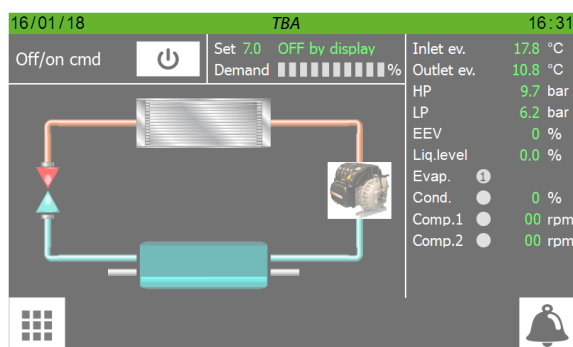 16/01/18 TBA 16:31
Off/on cmd
Set 7.0 OFF by display
Demand %
Inlet ev. 17.8 °C
Outlet ev. 10.8 °C
HP 9.7 bar
LP 6.2 bar
EEV 0 %
Liq.level 0.0 %
Evap. 1
Cond. 0 %
Comp.1 00 rpm
Comp.2 00 rpm